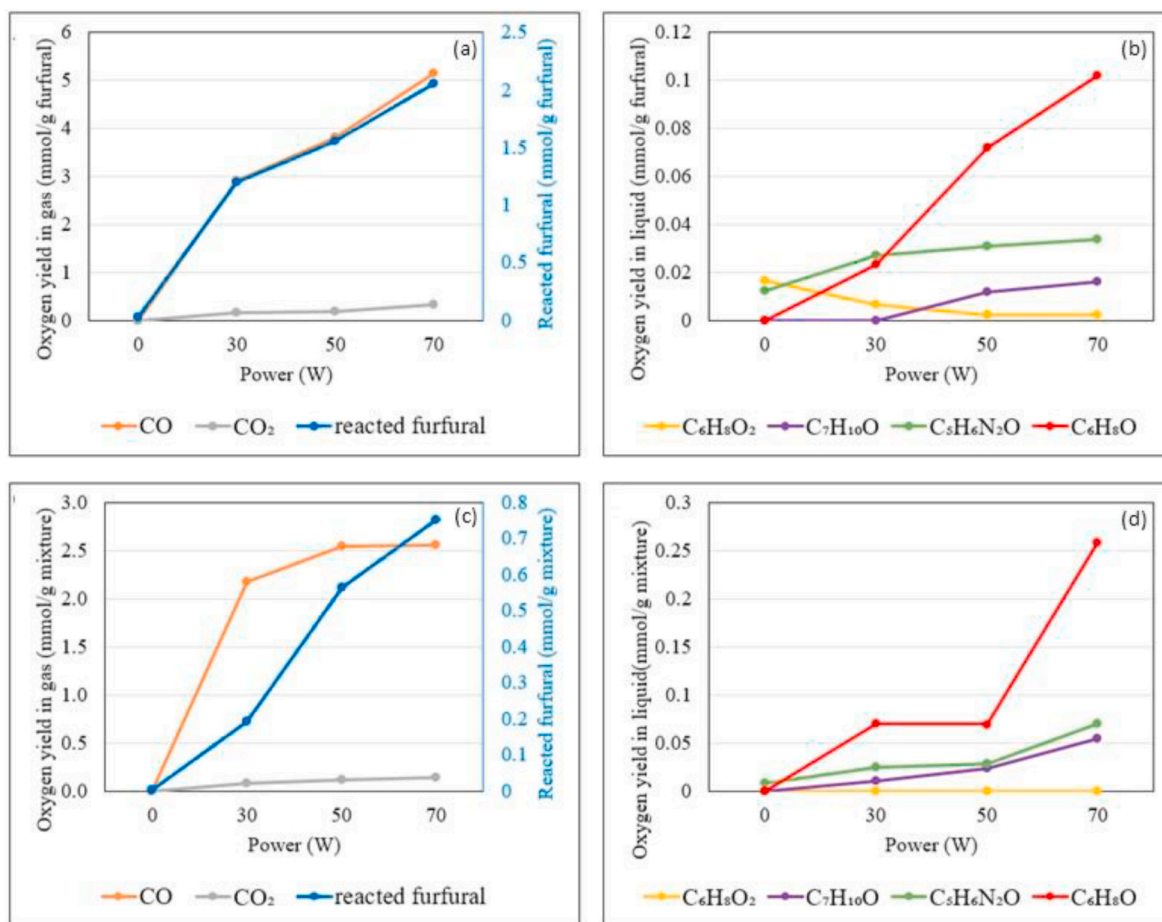 (a)
Oxygen yield in gas (mmol/g furfural)
6
5
4
3
2
1
0
2.5
2
1.5
1
0.5
0
Reacted furfural (mmol/g furfural)
0 30 50 70
Power (W)
CO CO₂ reacted furfural
(b)
Oxygen yield in liquid (mmol/g furfural)
0.12
0.1
0.08
0.06
0.04
0.02
0
0 30 50 70
Power (W)
C₆H₈O₂ C₇H₁₀O C₅H₆N₂O C₆H₈O
(c)
Oxygen yield in gas (mmol/g mixture)
3.0
2.5
2.0
1.5
1.0
0.5
0.0
0.8
0.7
0.6
0.5
0.4
0.3
0.2
0.1
0
Reacted furfural (mmol/g mixture)
0 30 50 70
Power (W)
CO CO₂ reacted furfural
(d)
Oxygen yield in liquid(mmol/g mixture)
0.3
0.25
0.2
0.15
0.1
0.05
0
0 30 50 70
Power (W)
C₆H₈O₂ C₇H₁₀O C₅H₆N₂O C₆H₈O